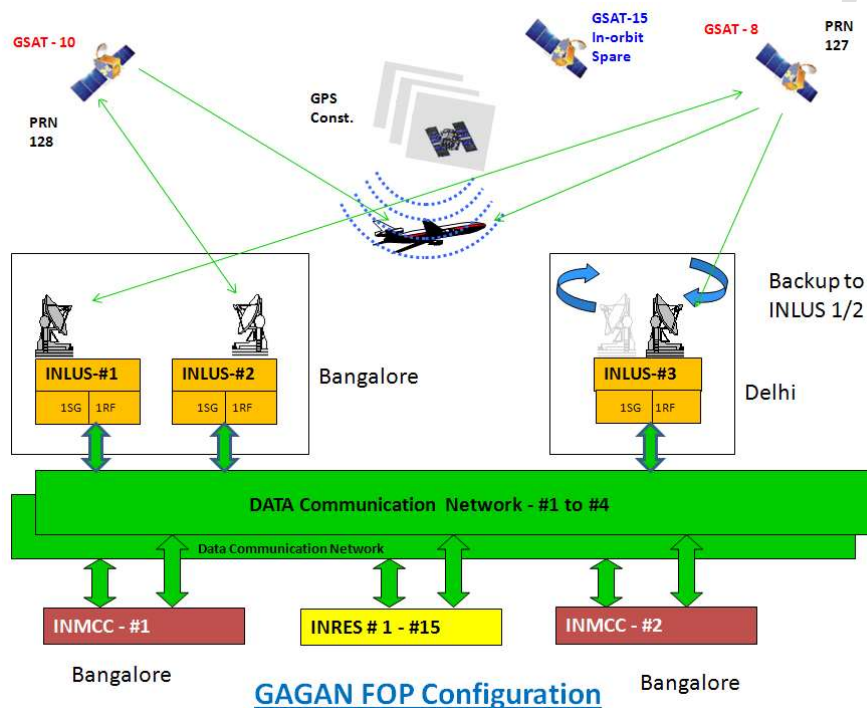 GSAT - 10
GSAT-15
In-orbit
Spare
GSAT - 8
PRN
127
PRN
128
GPS
Const.
Backup to
INLUS 1/2
INLUS-#1
1SG 1RF
INLUS-#2
1SG 1RF
Bangalore
INLUS-#3
1SG 1RF
Delhi
DATA Communication Network - #1 to #4
Data Communication Network
INMCC - #1
INRES # 1 - #15
INMCC - #2
Bangalore
Bangalore
GAGAN FOP Configuration